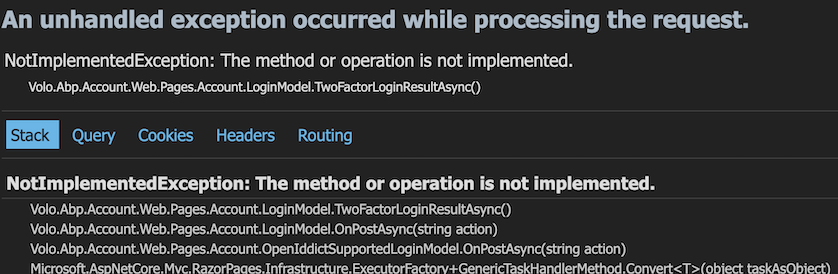 An unhandled exception occurred while processing the request.
NotImplementedException: The method or operation is not implemented.
Volo.Abp.Account.Web.Pages.Account.LoginModel.TwoFactorLoginResultAsync()
Stack Query Cookies Headers Routing
NotImplementedException: The method or operation is not implemented.
Volo.Abp.Account.Web.Pages.Account.LoginModel.TwoFactorLoginResultAsync()
Volo.Abp.Account.Web.Pages.Account.LoginModel.OnPostAsync(string action)
Volo.Abp.Account.Web.Pages.Account.OpenIddictSupportedLoginModel.OnPostAsync(string action)
Microsoft.AspNetCore.Mvc.RazorPages.Infrastructure.ExecutorFactory+GenericTaskHandlerMethod.Convert<T>(object taskAsObject)